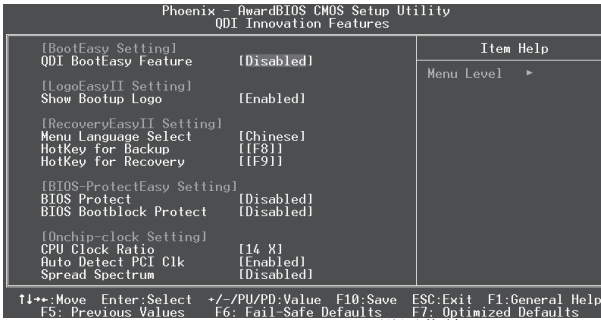 Phoenix - AwardBIOS CMOS Setup Utility
QDI Innovation Features
[BootEasy Setting]
QDI BootEasy Feature [Disabled]
[LogoEasyII Setting]
Show Bootup Logo [Enabled]
[RecoveryEasyII Setting]
Menu Language Select [Chinese]
HotKey for Backup [[F8]]
HotKey for Recovery [[F9]]
[BIOS-ProtectEasy Setting]
BIOS Protect [Disabled]
BIOS Bootblock Protect [Disabled]
[Onchip-clock Setting]
CPU Clock Ratio [14 X]
Auto Detect PCI Clk [Enabled]
Spread Spectrum [Disabled]
Item Help
Menu Level ►
↑↓→←:Move Enter:Select +/-/PU/PD:Value F10:Save ESC:Exit F1:General Help
F5: Previous Values F6: Fail-Safe Defaults F7: Optimized Defaults